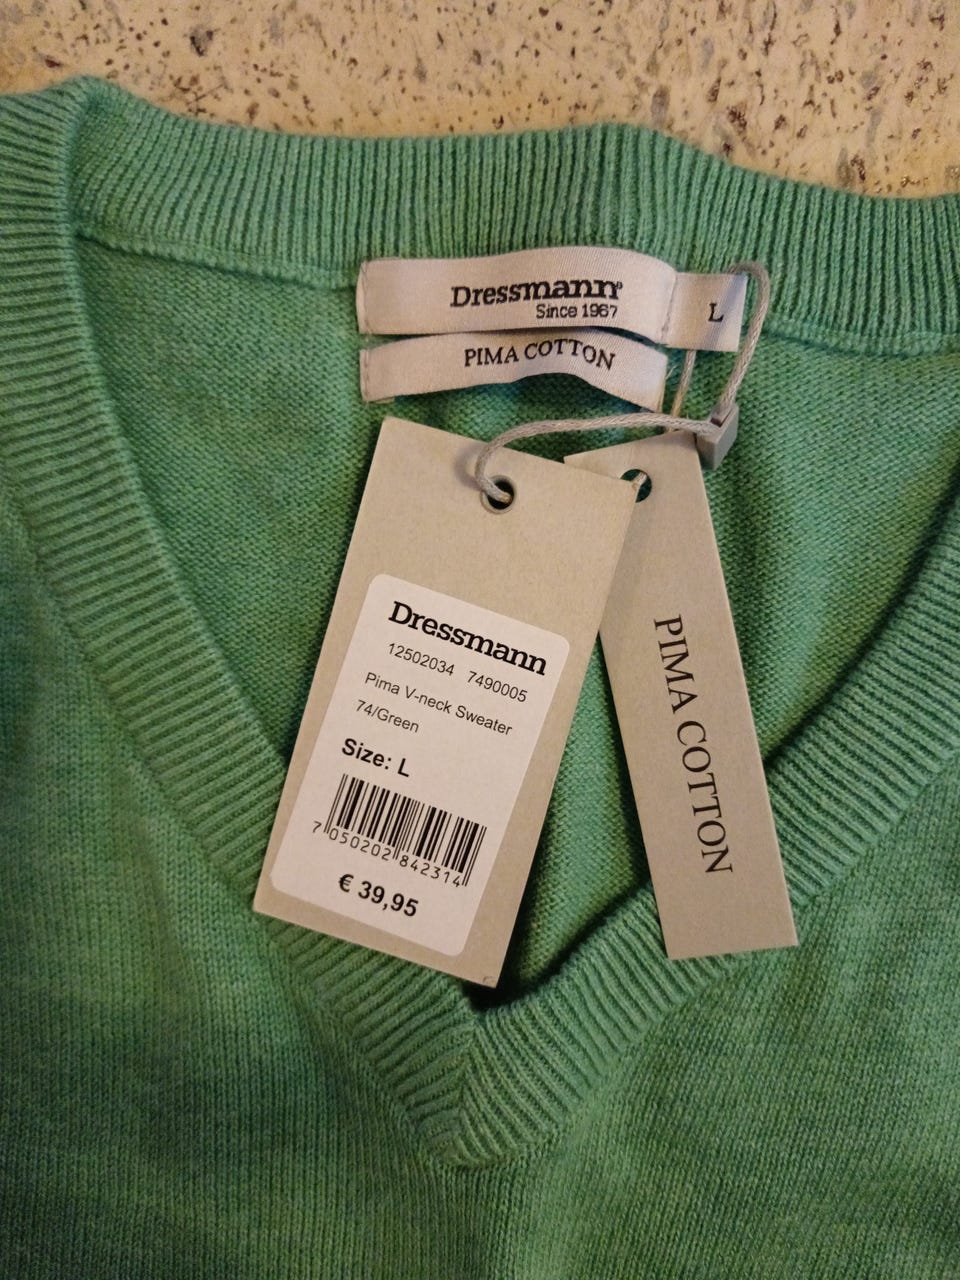 Dressmann®
Since 1967
L
PIMA COTTON
Dressmann
12502034 7490005
Pima V-neck Sweater
74/Green
Size: L
7 050202 842314
€ 39,95
PIMA COTTON